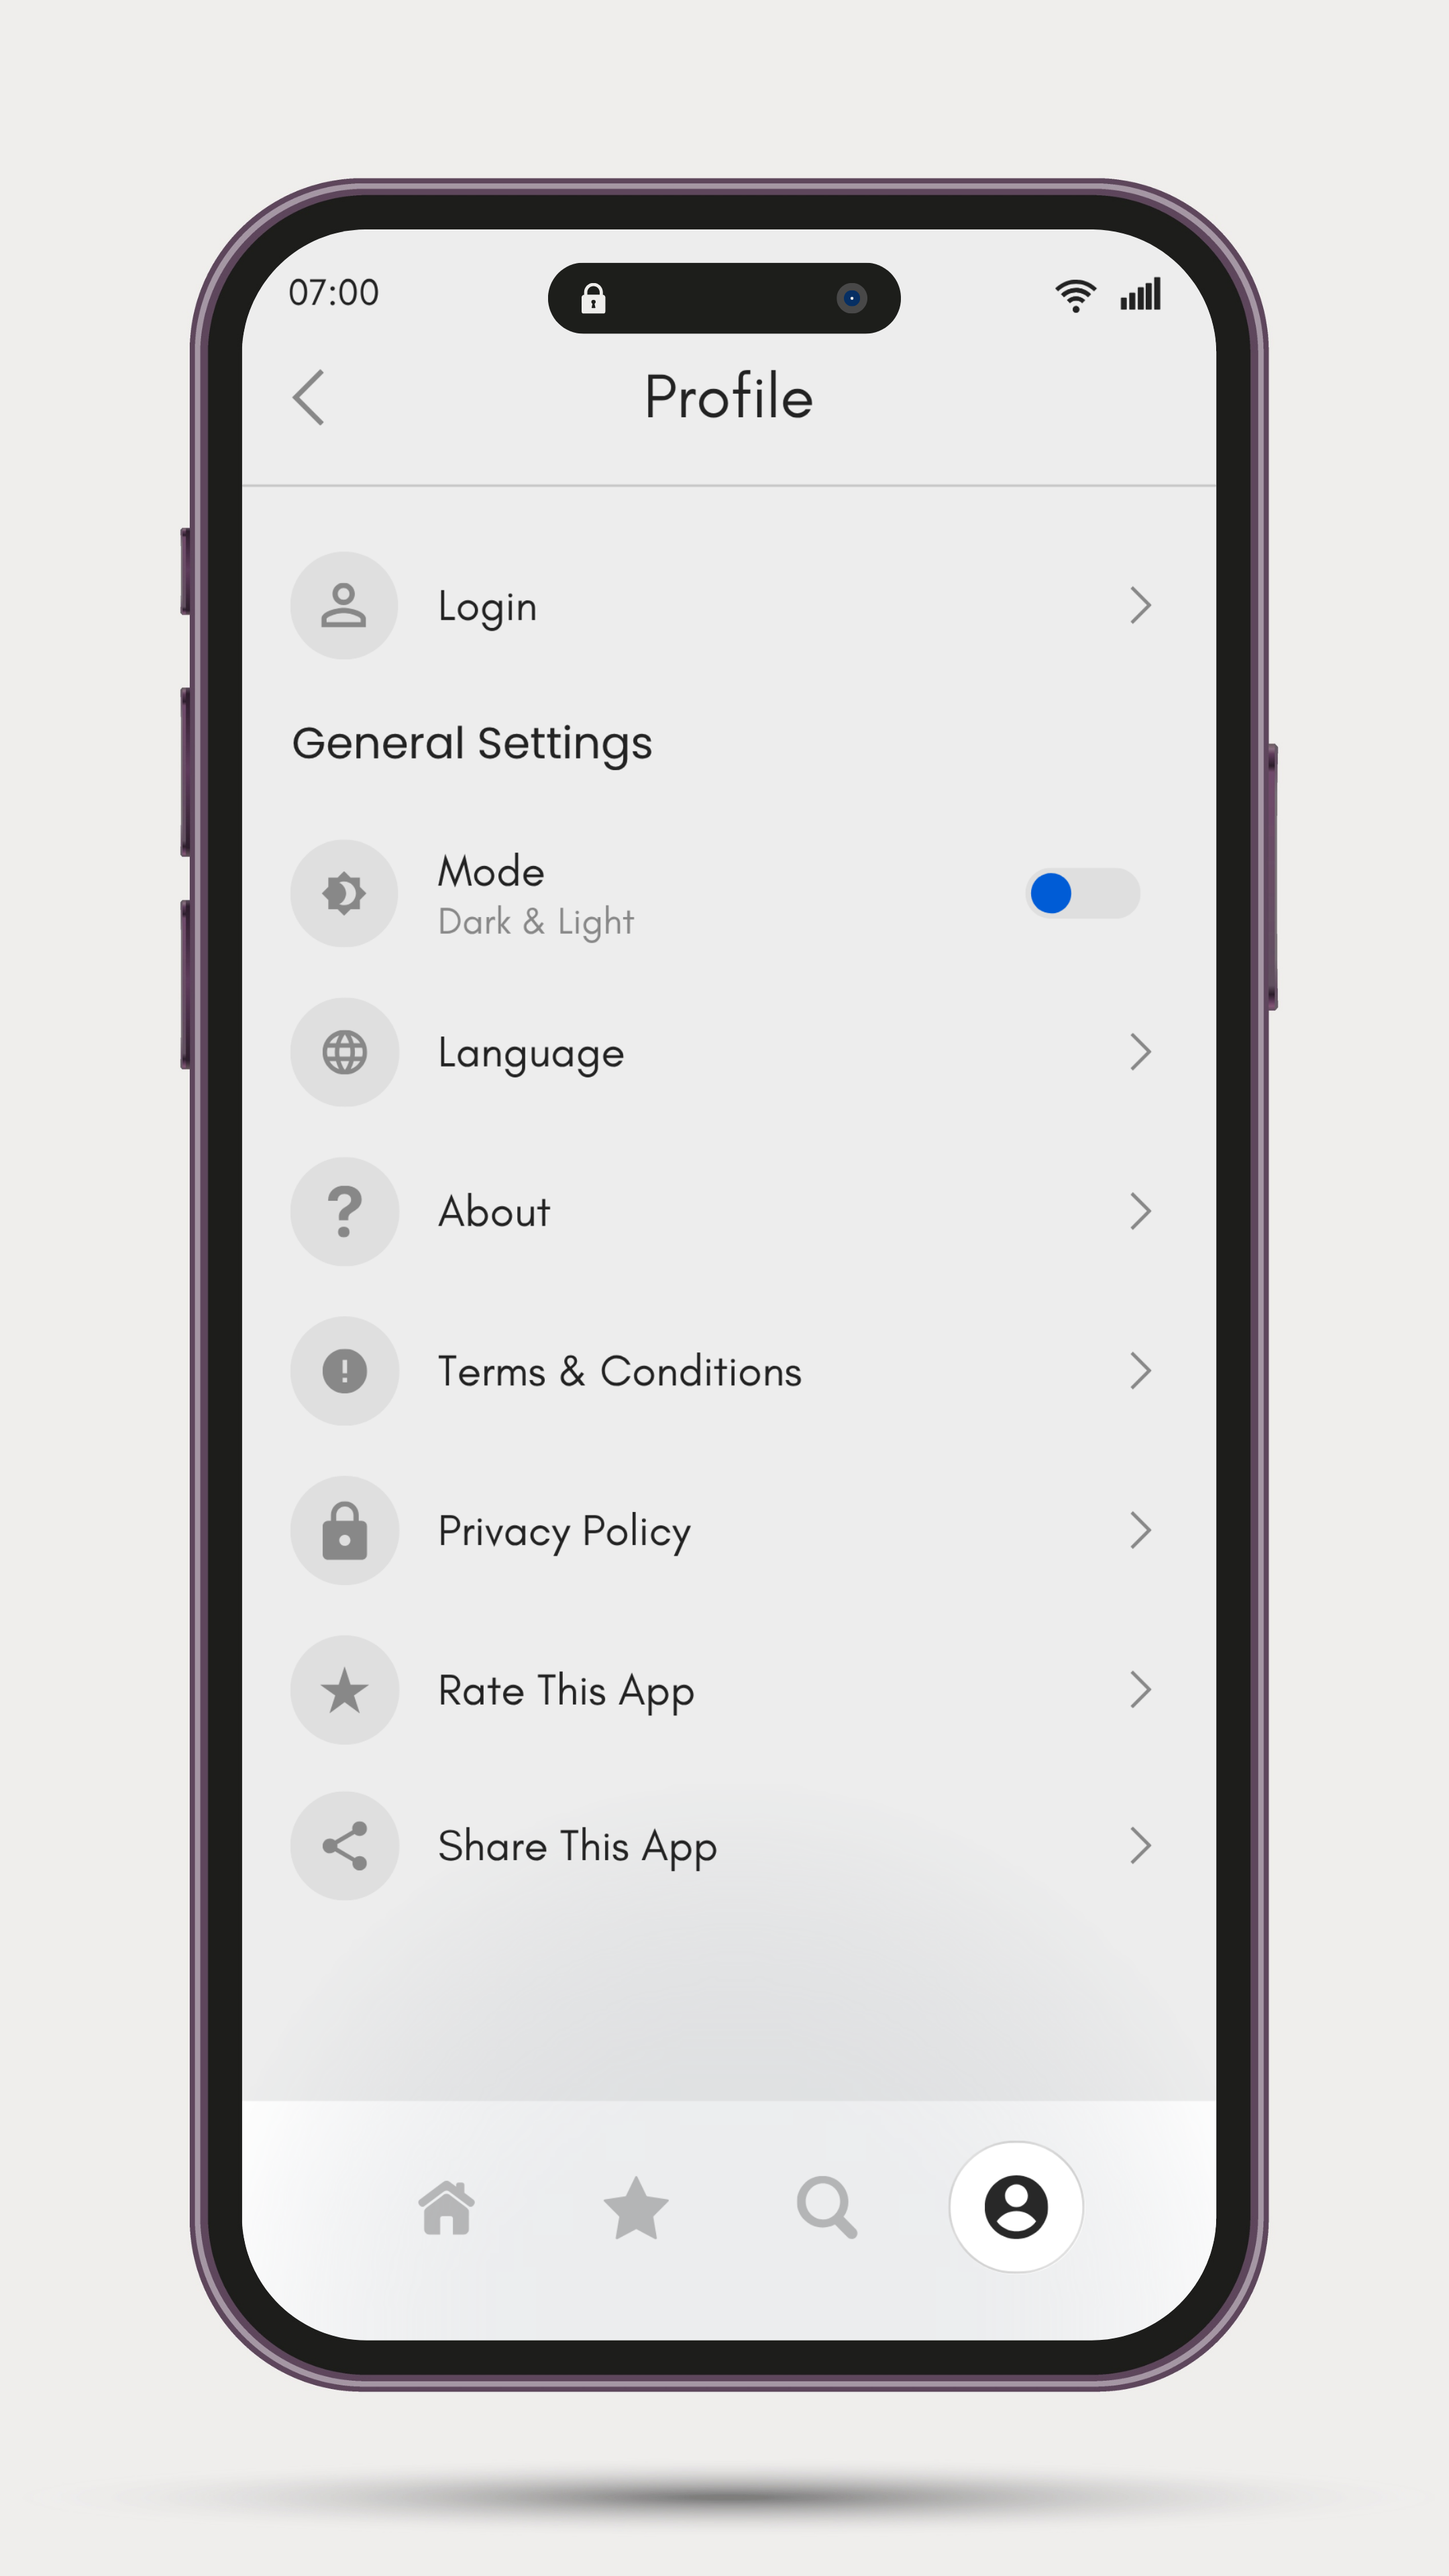 07:00
Profile
Login
General Settings
Mode
Dark & Light
Language
About
Terms & Conditions
Privacy Policy
Rate This App
Share This App